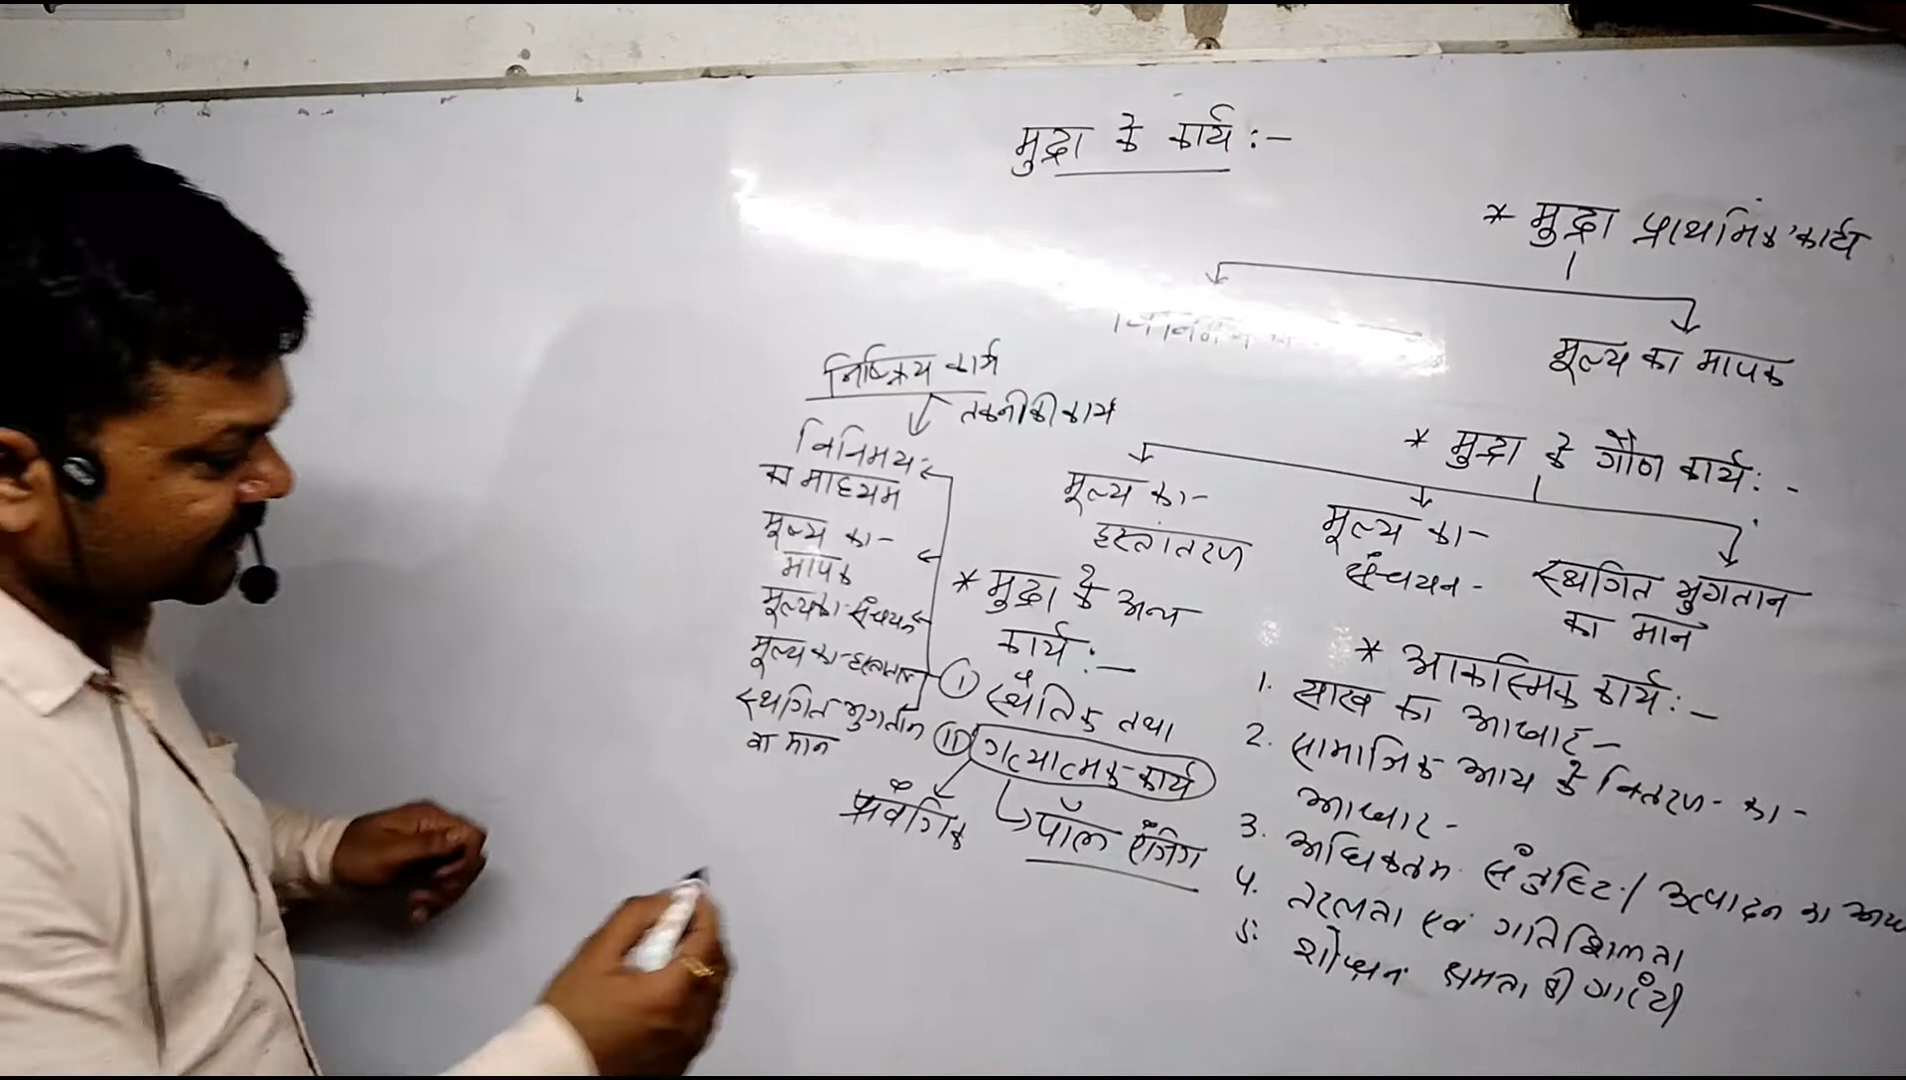 मुद्रा के कार्य :-
* मुद्रा प्राथमिक कार्य
मूल्य का मापक
* मुद्रा के गौण कार्य: -
मूल्य का-
हस्तांतरण
मूल्य का-
संचयन -
स्थगित भुगतान
का मान
निष्क्रिय कार्य
तकनीकी कार्य
विनिमय
का माध्यम
मूल्य का-
मापक
मूल्य का संचयन
मूल्य का
स्थगित भुगतान
का मान
* मुद्रा के अन्य
कार्य :-
I स्थैतिक तथा
II गत्यात्मक-कार्य
प्रावैगिक
पॉल एंजिग
* आकस्मिक कार्य: -
1. साख का आधार -
2. सामाजिक आय के वितरण - का -
आधार -
3. अधिकतम संतुष्टि / उत्पादन का
4. तरलता एवं गतिशिलता
5. शोधन क्षमता की गारंटी